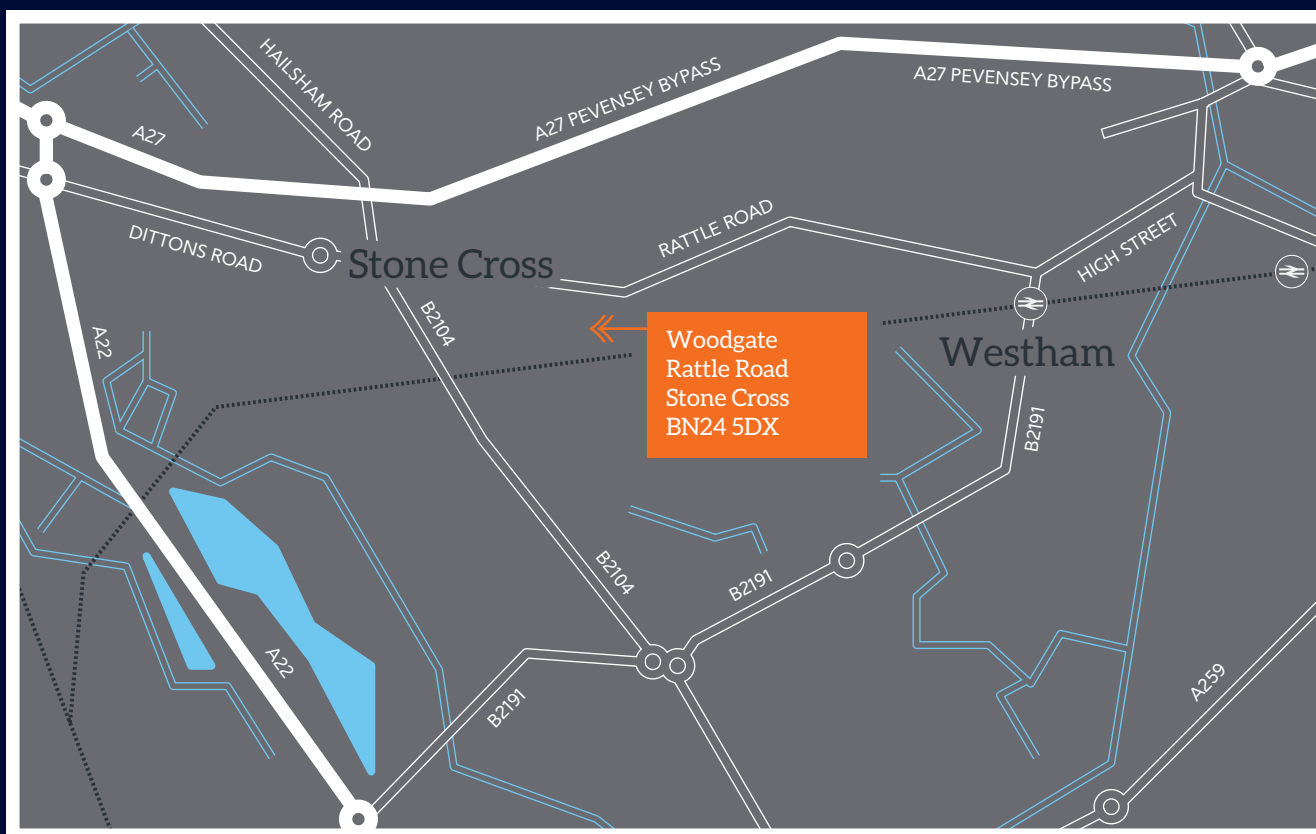 HAILSHAM ROAD
A27 PEVENSEY BYPASS
A27 PEVENSEY BYPASS
A27
DITTONS ROAD
Stone Cross
RATTLE ROAD
HIGH STREET
A22
B2104
Woodgate
Rattle Road
Stone Cross
BN24 5DX
Westham
B2191
B2104
B2191
A22
B2191
A259